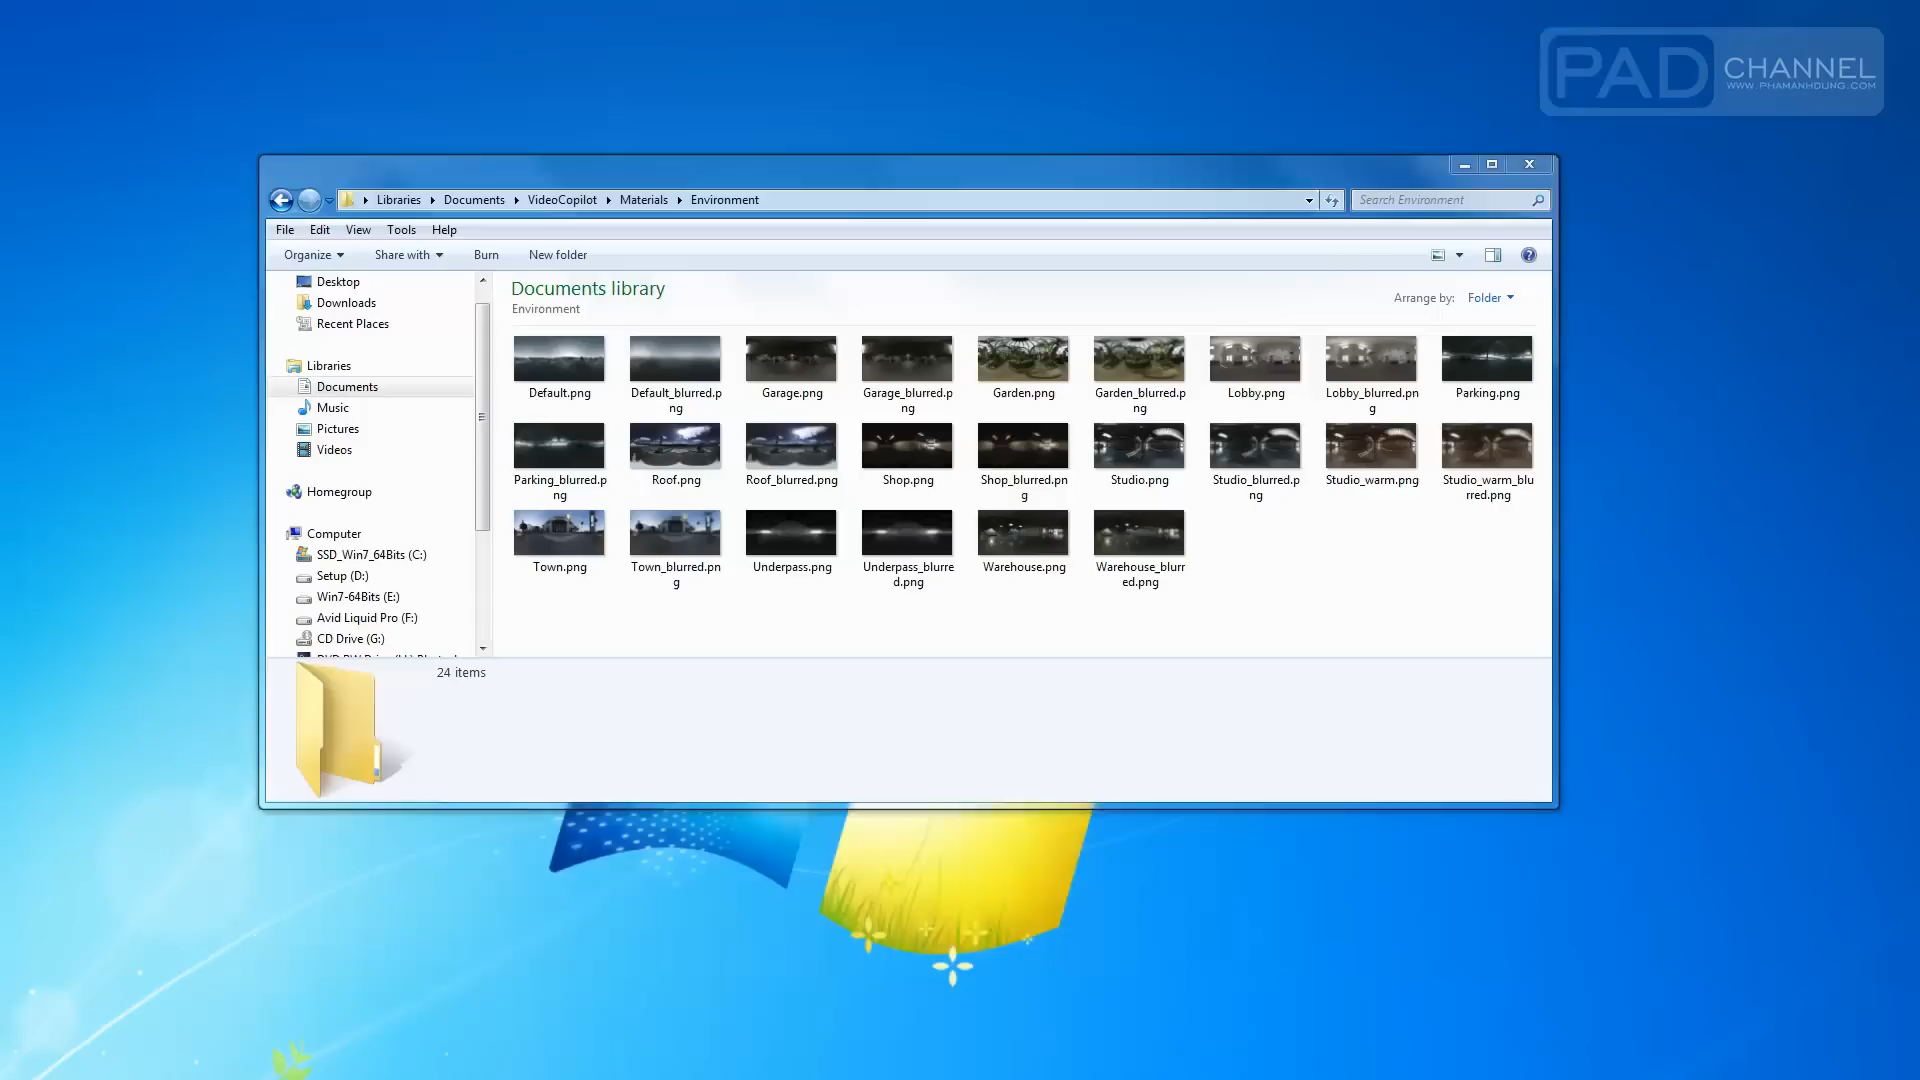 PAD CHANNEL
WWW.PHAMANHDUNG.COM
Libraries Documents VideoCopilot Materials Environment
Search Environment
File Edit View Tools Help
Organize Share with Burn New folder
Desktop
Downloads
Recent Places
Libraries
Documents
Music
Pictures
Videos
Homegroup
Computer
SSD_Win7_64Bits (C:)
Setup (D:)
Win7-64Bits (E:)
Avid Liquid Pro (F:)
CD Drive (G:)
Documents library
Environment
Arrange by: Folder
Default.png Default_blurred.p Garage.png Garage_blurred.p Garden.png Garden_blurred.p Lobby.png Lobby_blurred.pn Parking.png
ng ng ng g
Parking_blurred.p Roof.png Roof_blurred.png Shop.png Shop_blurred.pn Studio.png Studio_blurred.p Studio_warm.png Studio_warm_blu
ng g ng rred.png
Town.png Town_blurred.pn Underpass.png Underpass_blurre Warehouse.png Warehouse_blurr
g d.png ed.png
24 items